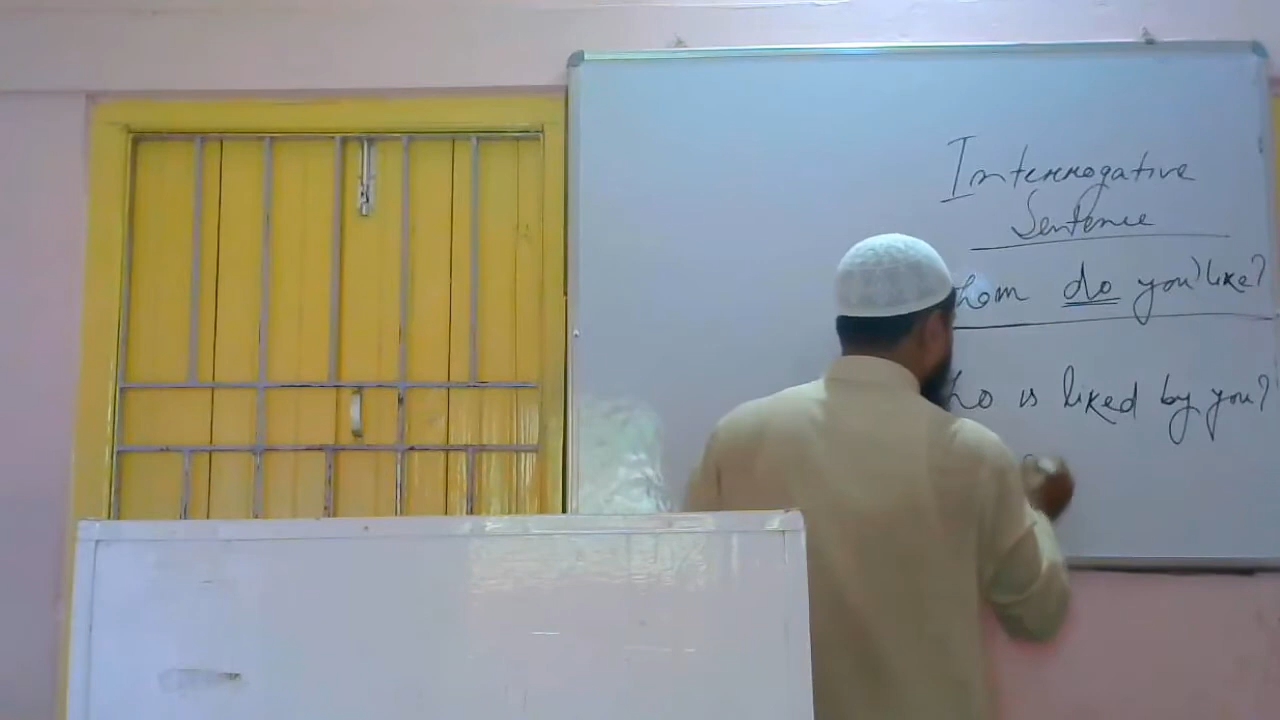 Interrogative
Sentence
hom do you like?
ho is liked by you?